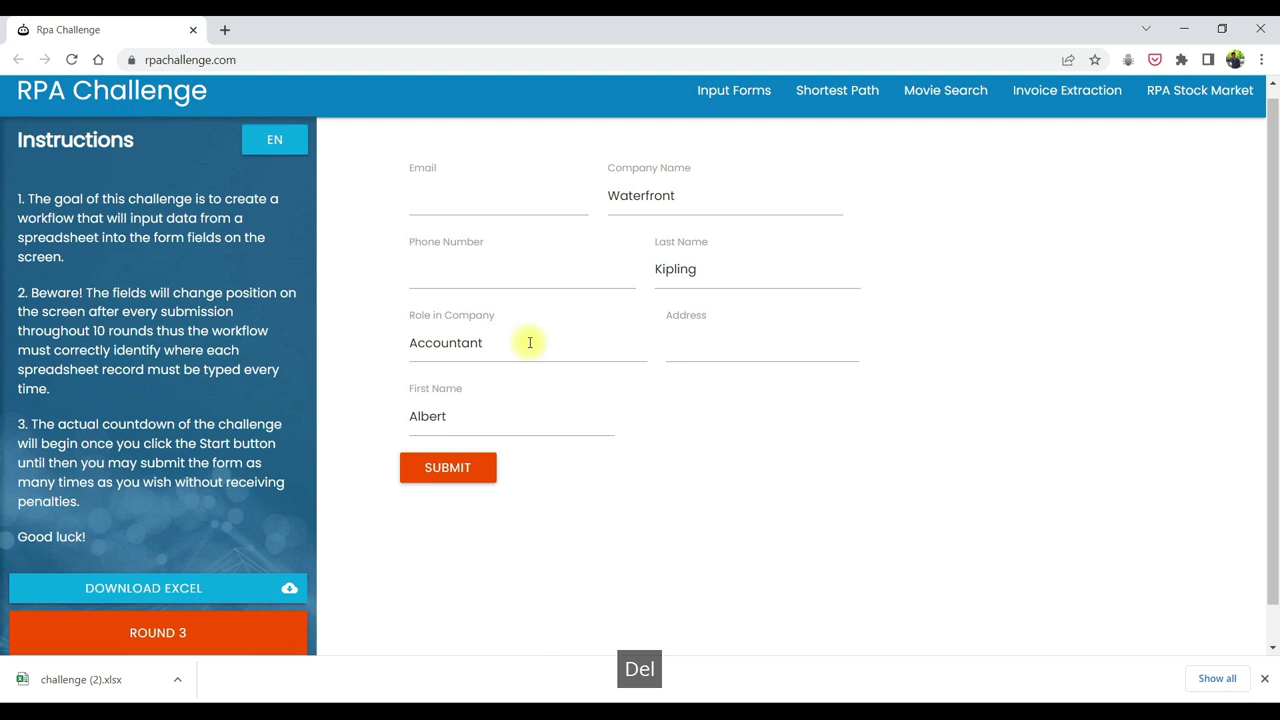 Rpa Challenge
rpachallenge.com
RPA Challenge
Input Forms
Shortest Path
Movie Search
Invoice Extraction
RPA Stock Market
Instructions
EN
1. The goal of this challenge is to create a
workflow that will input data from a
spreadsheet into the form fields on the
screen.
2. Beware! The fields will change position on
the screen after every submission
throughout 10 rounds thus the workflow
must correctly identify where each
spreadsheet record must be typed every
time.
3. The actual countdown of the challenge
will begin once you click the Start button
until then you may submit the form as
many times as you wish without receiving
penalties.
Good luck!
DOWNLOAD EXCEL
ROUND 3
Email
Company Name
Waterfront
Phone Number
Last Name
Kipling
Role in Company
Address
Accountant
First Name
Albert
SUBMIT
Del
challenge (2).xlsx
Show all